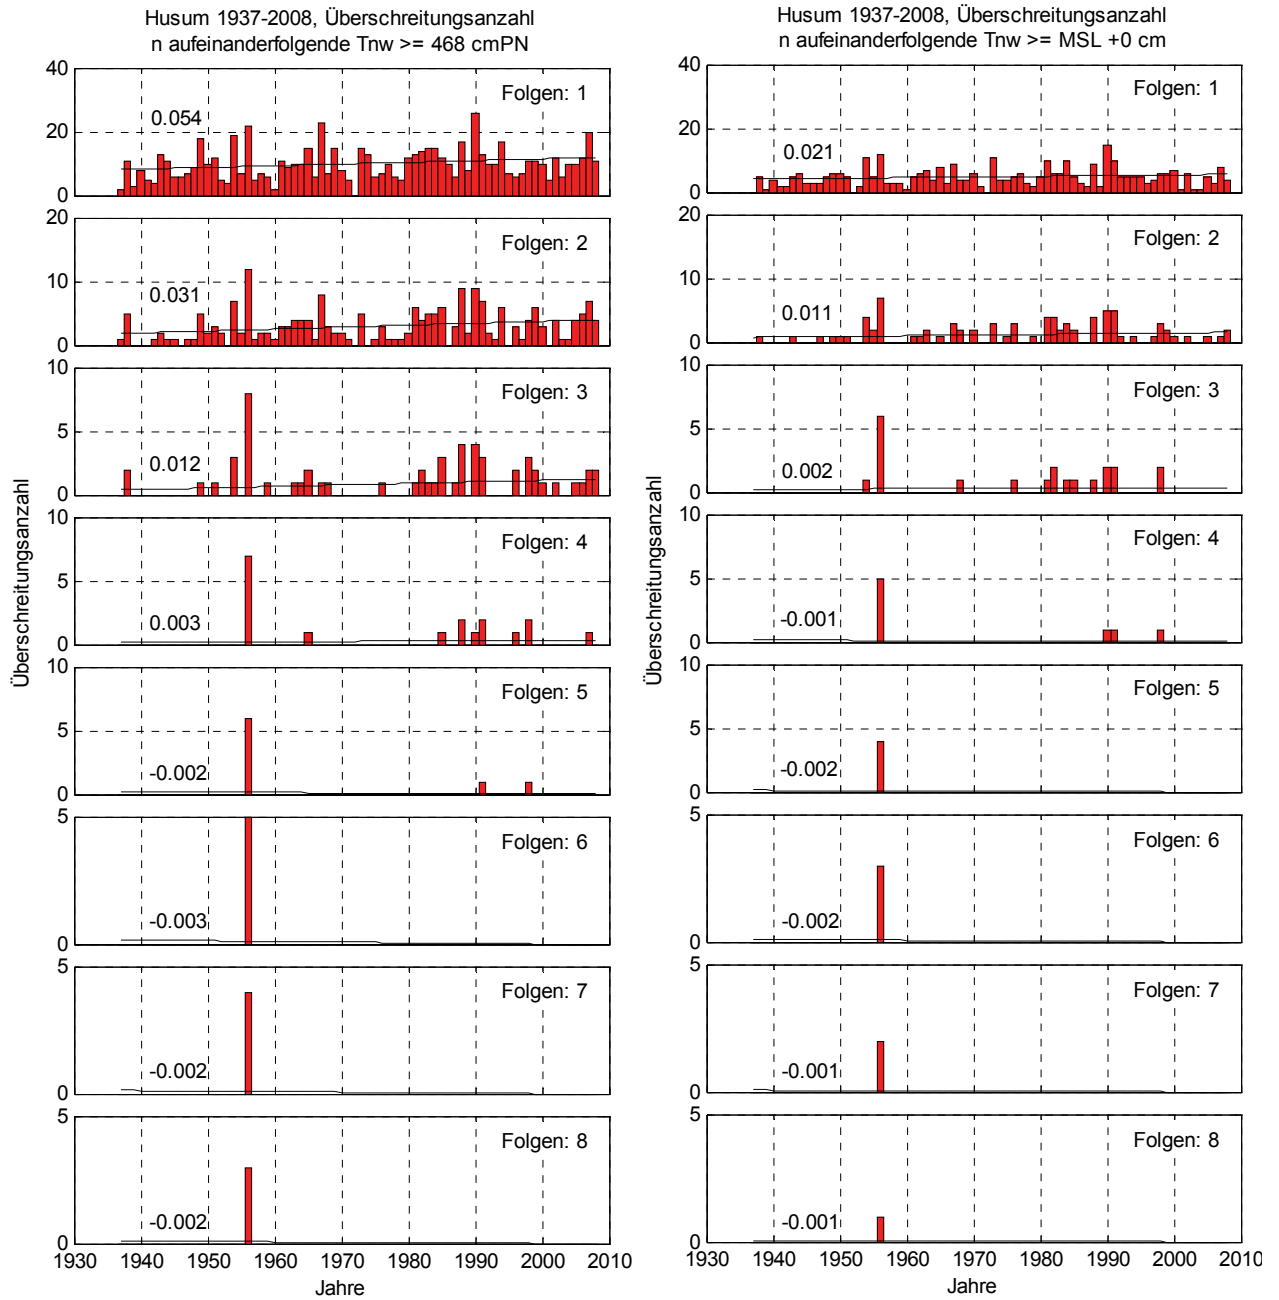 Husum 1937-2008, Überschreitungsanzahl
n aufeinanderfolgende Tnw >= 468 cmPN
40
20
0
Folgen: 1
0.054
20
10
0
Folgen: 2
0.031
10
5
0
Folgen: 3
0.012
10
5
0
Folgen: 4
0.003
10
5
0
Folgen: 5
-0.002
5
0
Folgen: 6
-0.003
5
0
Folgen: 7
-0.002
5
0
Folgen: 8
-0.002
Überschreitungsanzahl
1930 1940 1950 1960 1970 1980 1990 2000 2010
Jahre
Husum 1937-2008, Überschreitungsanzahl
n aufeinanderfolgende Tnw >= MSL +0 cm
40
20
0
Folgen: 1
0.021
20
10
0
Folgen: 2
0.011
10
5
0
Folgen: 3
0.002
10
5
0
Folgen: 4
-0.001
10
5
0
Folgen: 5
-0.002
5
0
Folgen: 6
-0.002
5
0
Folgen: 7
-0.001
5
0
Folgen: 8
-0.001
Überschreitungsanzahl
1930 1940 1950 1960 1970 1980 1990 2000 2010
Jahre